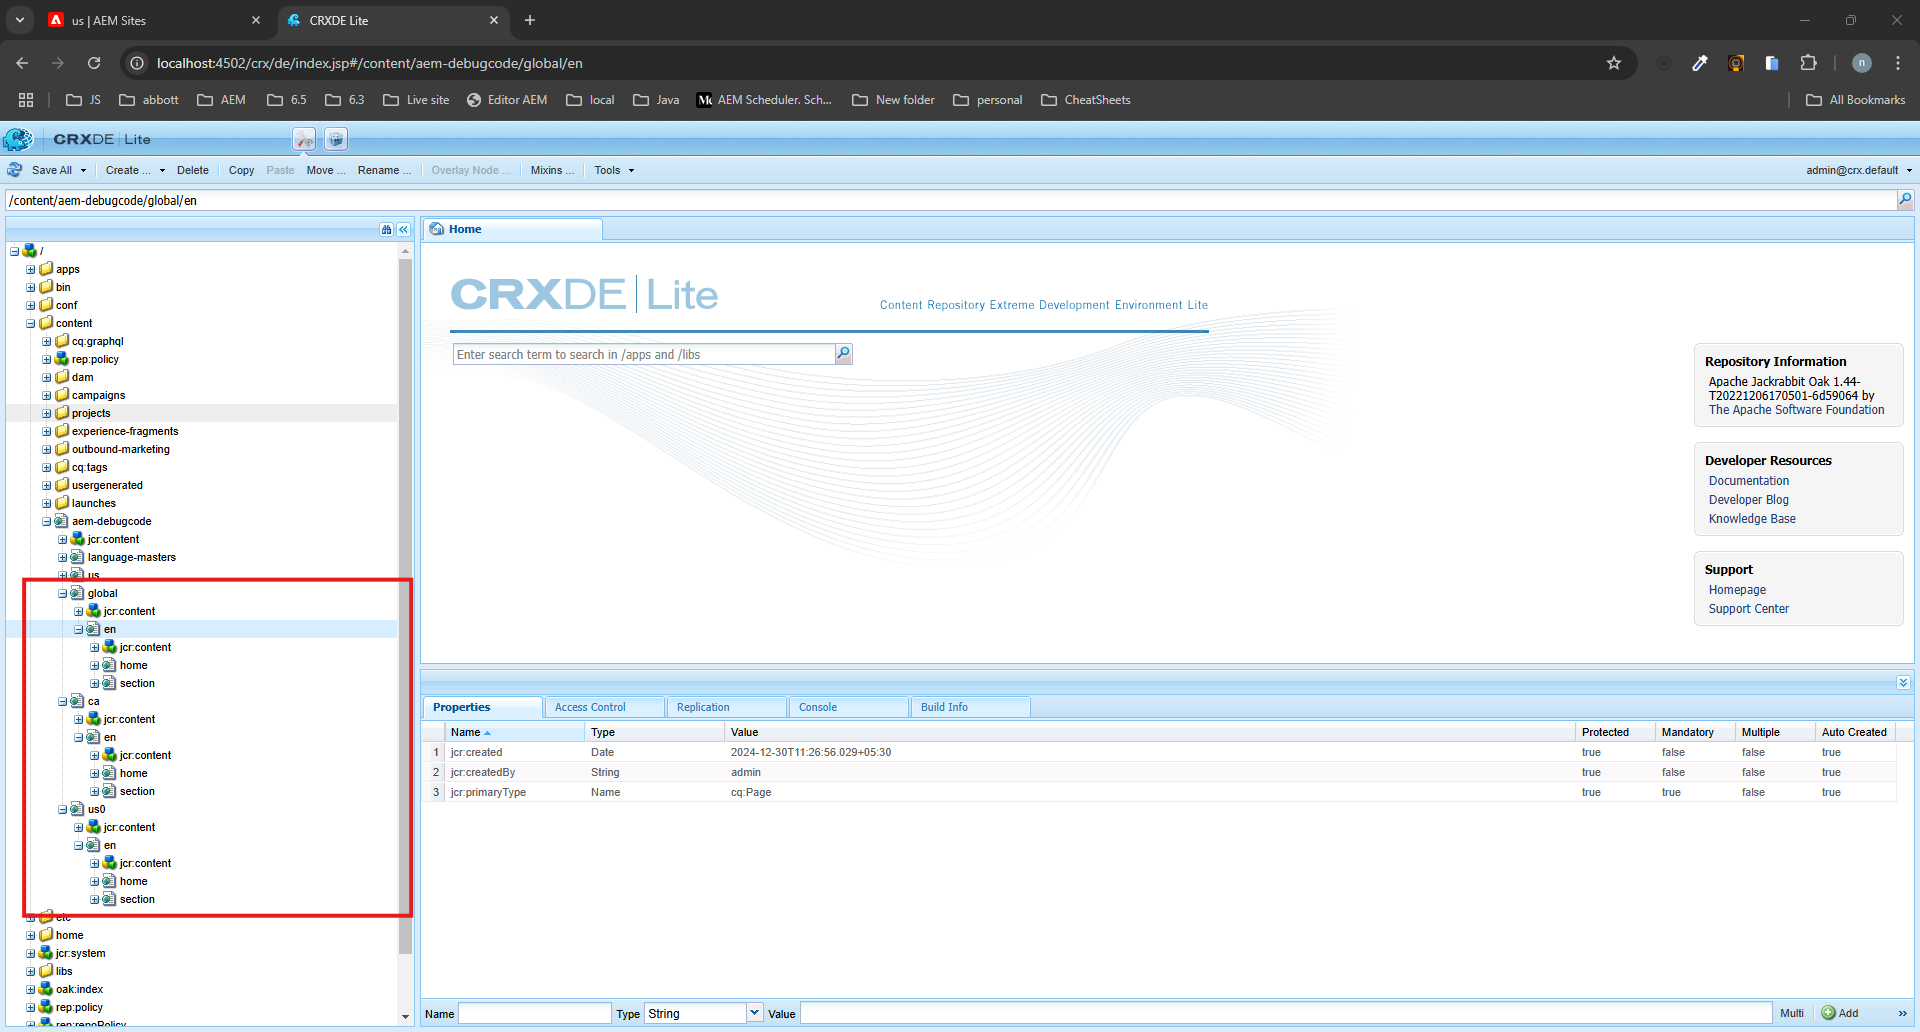 us | AEM Sites
CRXDE Lite
localhost:4502/crx/de/index.jsp#/content/aem-debugcode/global/en
n
JS
abbott
AEM
6.5
6.3
Live site
Editor AEM
local
Java
AEM Scheduler. Sch...
New folder
personal
CheatSheets
All Bookmarks
CRXDE | Lite
Save All
Create ...
Delete
Copy
Paste
Move ...
Rename ...
Overlay Node ...
Mixins ...
Tools
admin@crx.default
/content/aem-debugcode/global/en
/
apps
bin
conf
content
cq:graphql
rep:policy
dam
campaigns
projects
experience-fragments
outbound-marketing
cq:tags
usergenerated
launches
aem-debugcode
jcr:content
language-masters
us
global
jcr:content
en
jcr:content
home
section
ca
jcr:content
en
jcr:content
home
section
us0
jcr:content
en
jcr:content
home
section
etc
home
jcr:system
libs
oak:index
rep:policy
rep:repoPolicy
Home
CRXDE | Lite
Content Repository Extreme Development Environment Lite
Enter search term to search in /apps and /libs
Repository Information
Apache Jackrabbit Oak 1.44-
T20221206170501-6d59064 by
The Apache Software Foundation
Developer Resources
Documentation
Developer Blog
Knowledge Base
Support
Homepage
Support Center
Properties
Access Control
Replication
Console
Build Info
Name Type Value Protected Mandatory Multiple Auto Created
1 jcr:created Date 2024-12-30T11:26:56.029+05:30 true false false true
2 jcr:createdBy String admin true false false true
3 jcr:primaryType Name cq:Page true true false true
Name Type String Value Multi Add